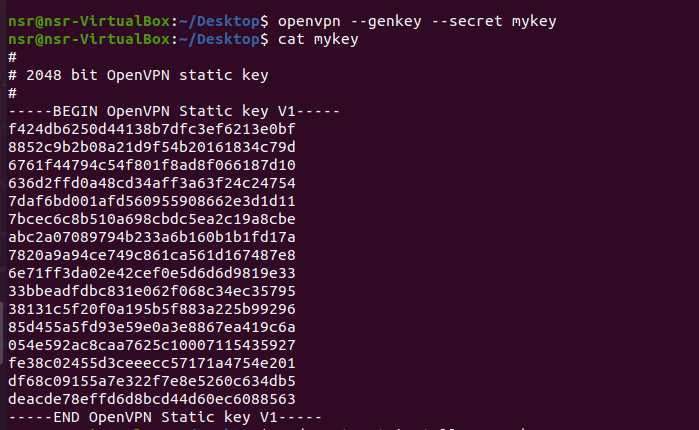 nsr@nsr-VirtualBox:~/Desktop$ openvpn --genkey --secret mykey
nsr@nsr-VirtualBox:~/Desktop$ cat mykey
#
# 2048 bit OpenVPN static key
#
-----BEGIN OpenVPN Static key V1-----
f424db6250d44138b7dfc3ef6213e0bf
8852c9b2b08a21d9f54b20161834c79d
6761f44794c54f801f8ad8f066187d10
636d2ffd0a48cd34aff3a63f24c24754
7daf6bd001afd560955908662e3d1d11
7bcec6c8b510a698cbdc5ea2c19a8cbe
abc2a07089794b233a6b160b1b1fd17a
7820a9a94ce749c861ca561d167487e8
6e71ff3da02e42cef0e5d6d6d9819e33
33bbeadfdbc831e062f068c34ec35795
38131c5f20f0a195b5f883a225b99296
85d455a5fd93e59e0a3e8867ea419c6a
054e592ac8caa7625c10007115435927
fe38c02455d3ceeecc57171a4754e201
df68c09155a7e322f7e8e5260c634db5
deacde78effd6d8bcd44d60ec6088563
-----END OpenVPN Static key V1-----